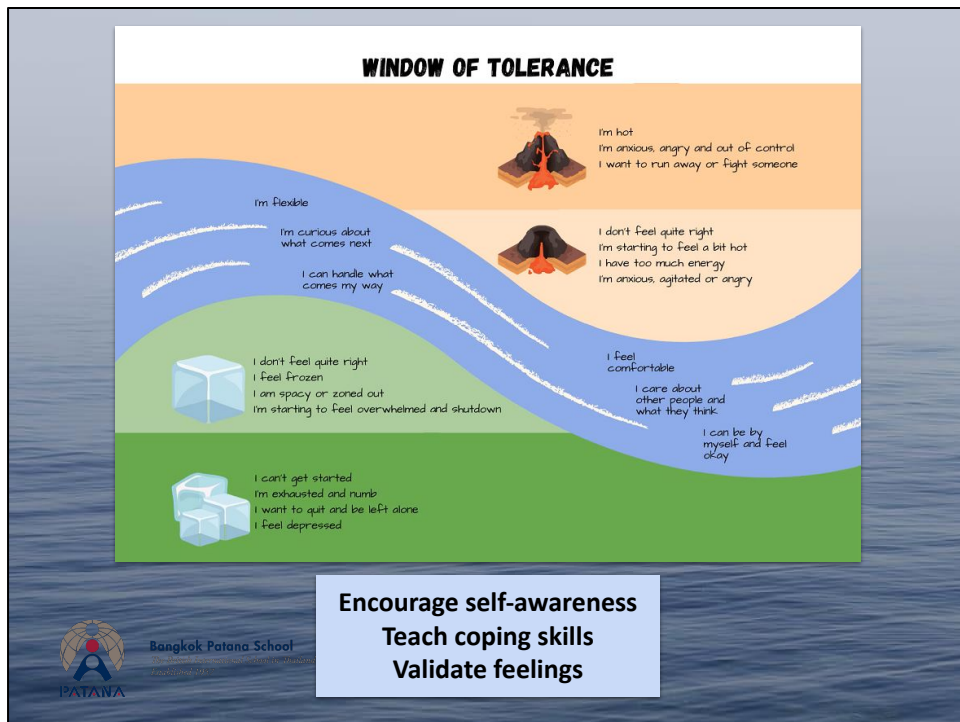 WINDOW OF TOLERANCE
I'm hot
I'm anxious, angry and out of control
I want to run away or fight someone
I'm flexible
I'm curious about
what comes next
I can handle what
comes my way
I don't feel quite right
I'm starting to feel a bit hot
I have too much energy
I'm anxious, agitated or angry
I don't feel quite right
I feel frozen
I am spacy or zoned out
I'm starting to feel overwhelmed and shutdown
I feel
comfortable
I care about
other people and
what they think
I can be by
myself and feel
okay
I can't get started
I'm exhausted and numb
I want to quit and be left alone
I feel depressed
Encourage self-awareness
Teach coping skills
Validate feelings
Bangkok Patana School
PATANA